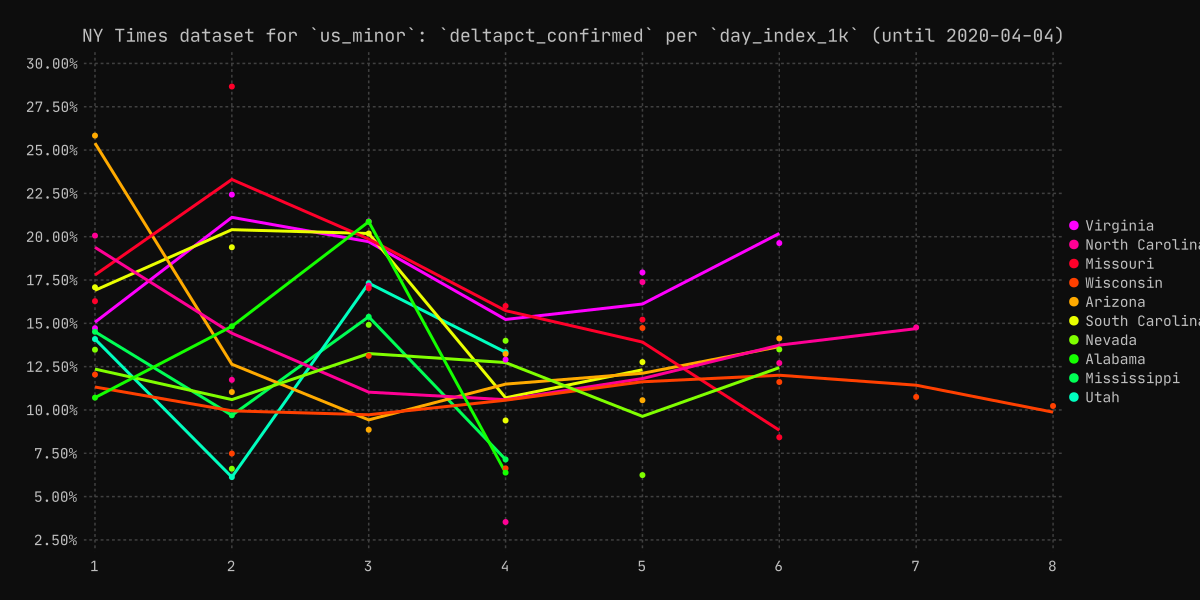 NY Times dataset for `us_minor`: `deltapct_confirmed` per `day_index_1k` (until 2020-04-04)
30.00%
27.50%
25.00%
22.50%
20.00%
17.50%
15.00%
12.50%
10.00%
7.50%
5.00%
2.50%
1 2 3 4 5 6 7 8
Virginia
North Carolina
Missouri
Wisconsin
Arizona
South Carolina
Nevada
Alabama
Mississippi
Utah